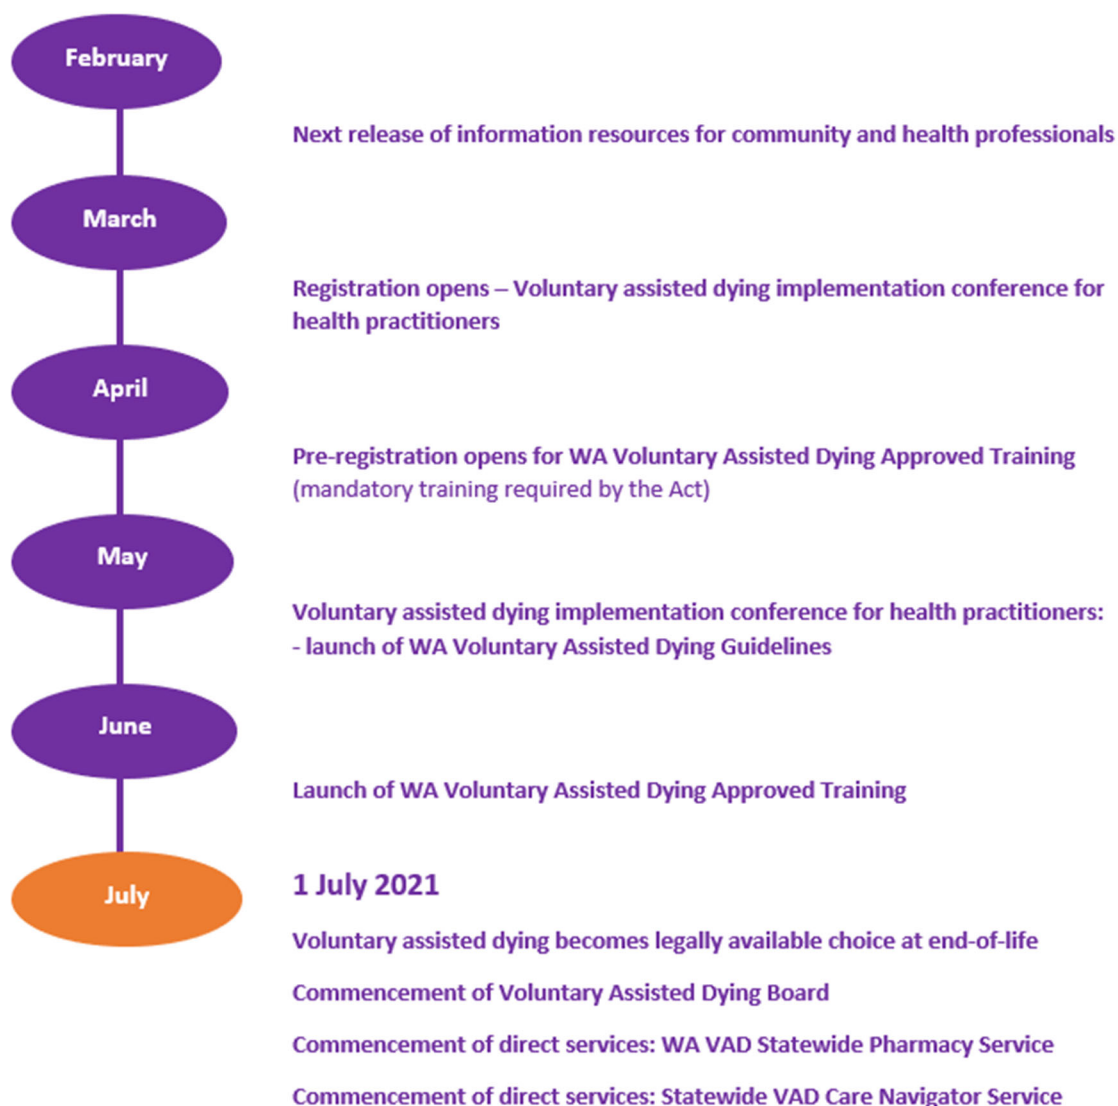 February
Next release of information resources for community and health professionals
March
Registration opens – Voluntary assisted dying implementation conference for
health practitioners
April
Pre-registration opens for WA Voluntary Assisted Dying Approved Training
(mandatory training required by the Act)
May
Voluntary assisted dying implementation conference for health practitioners:
- launch of WA Voluntary Assisted Dying Guidelines
June
Launch of WA Voluntary Assisted Dying Approved Training
July
1 July 2021
Voluntary assisted dying becomes legally available choice at end-of-life
Commencement of Voluntary Assisted Dying Board
Commencement of direct services: WA VAD Statewide Pharmacy Service
Commencement of direct services: Statewide VAD Care Navigator Service